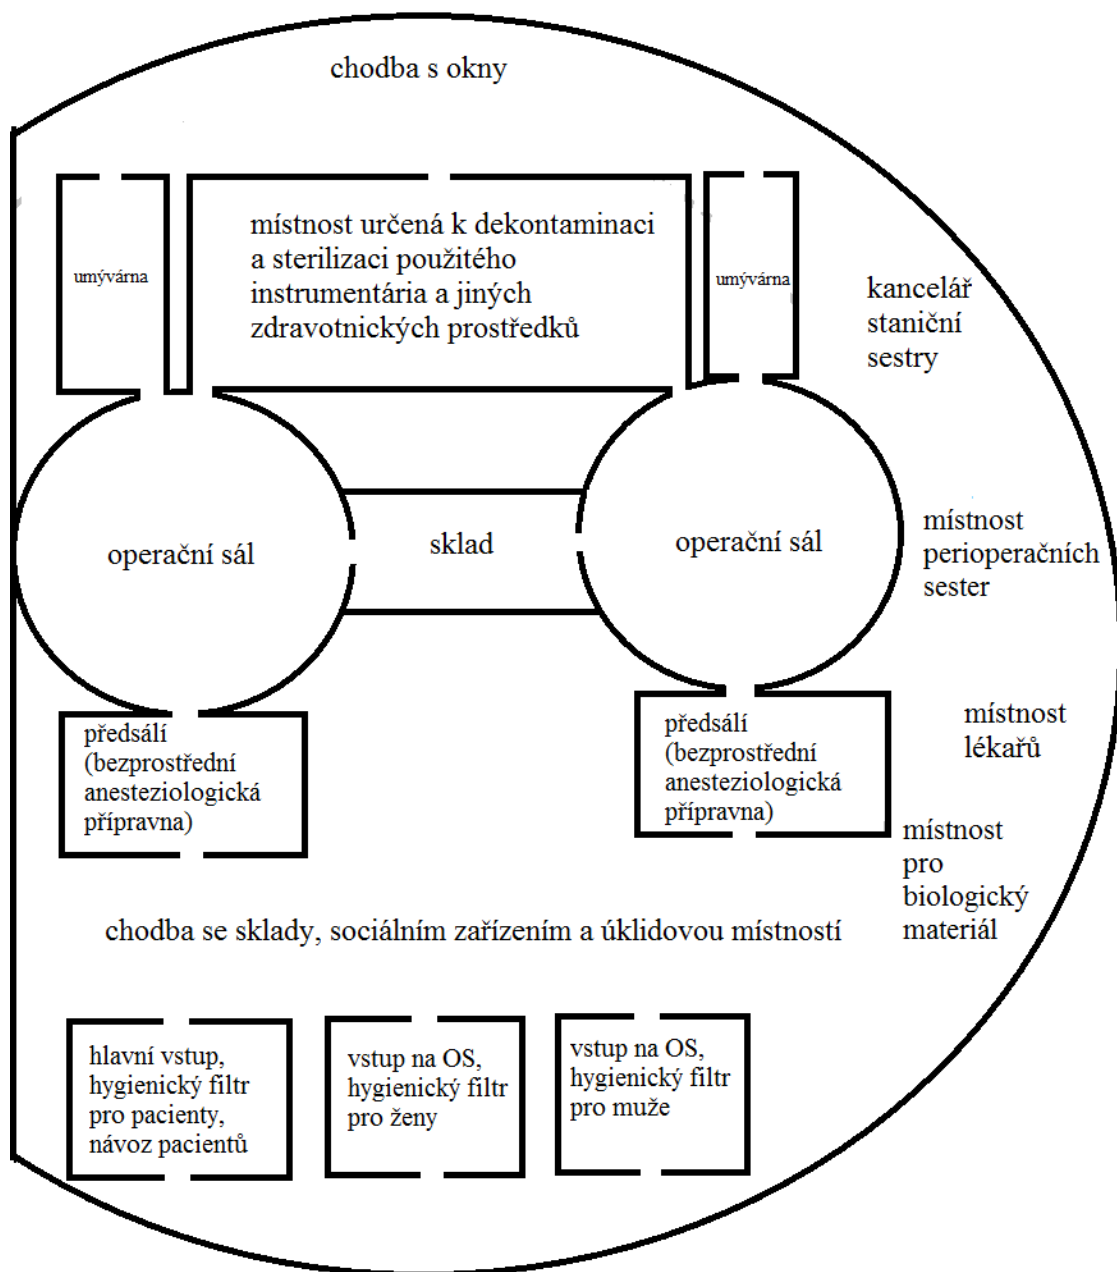 chodba s okny
umývárna
místnost určená k dekontaminaci
a sterilizaci použitého
instrumentária a jiných
zdravotnických prostředků
umývárna
kancelář
staniční
sestry
operační sál
sklad
operační sál
místnost
perioperačních
sester
předsálí
(bezprostřední
anesteziologická
přípravna)
předsálí
(bezprostřední
anesteziologická
přípravna)
místnost
lékařů
místnost
pro
biologický
materiál
chodba se sklady, sociálním zařízením a úklidovou místností
hlavní vstup,
hygienický filtr
pro pacienty,
návoz pacientů
vstup na OS,
hygienický filtr
pro ženy
vstup na OS,
hygienický filtr
pro muže